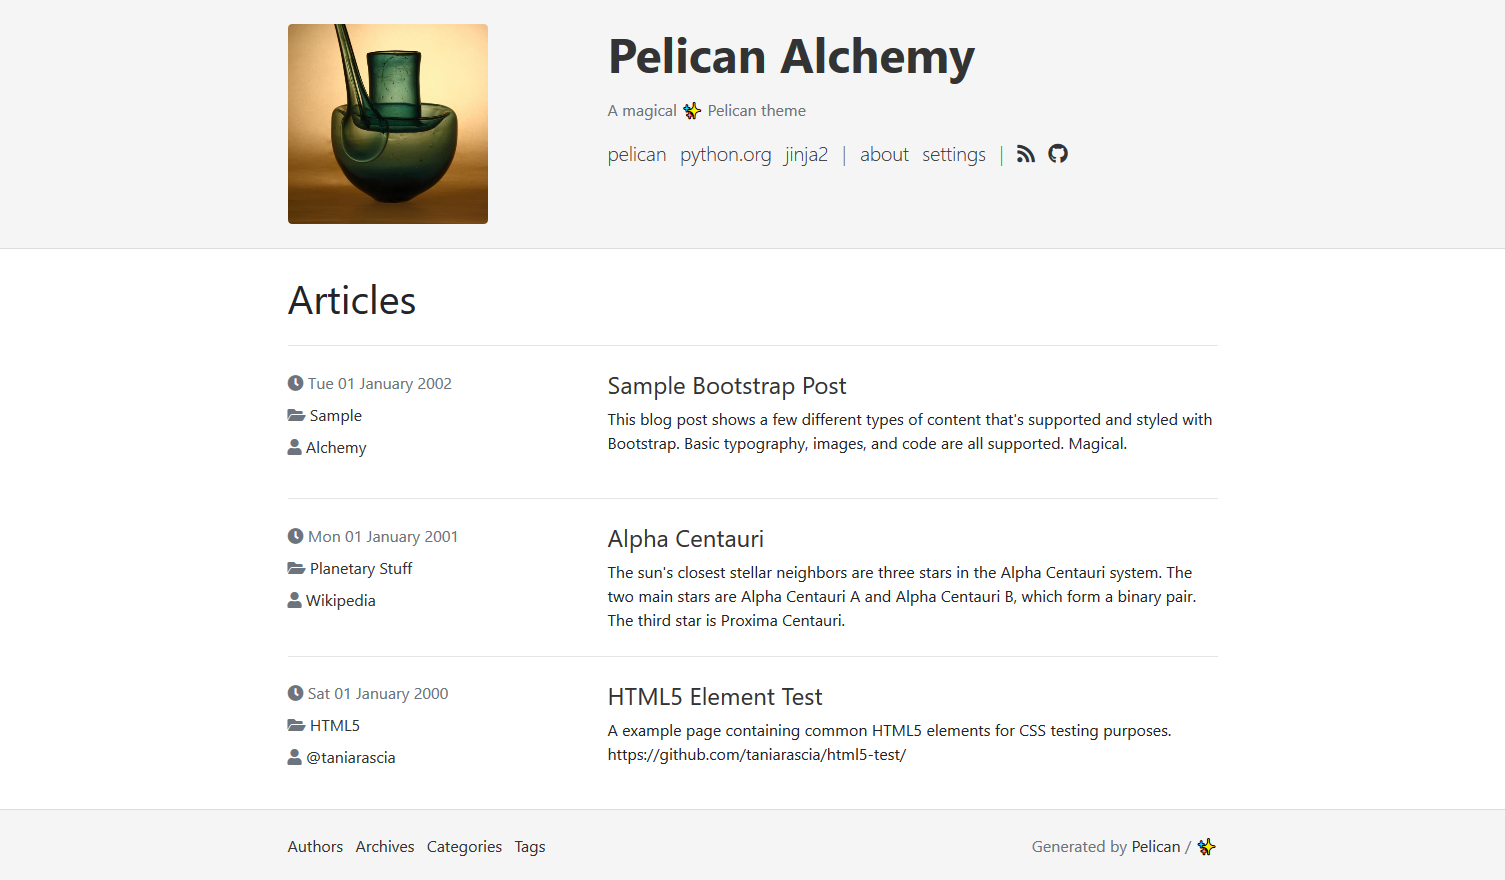 Pelican Alchemy
A magical ✨ Pelican theme
pelican python.org jinja2 | about settings |
Articles
Tue 01 January 2002
Sample
Alchemy
Sample Bootstrap Post
This blog post shows a few different types of content that's supported and styled with
Bootstrap. Basic typography, images, and code are all supported. Magical.
Mon 01 January 2001
Planetary Stuff
Wikipedia
Alpha Centauri
The sun's closest stellar neighbors are three stars in the Alpha Centauri system. The
two main stars are Alpha Centauri A and Alpha Centauri B, which form a binary pair.
The third star is Proxima Centauri.
Sat 01 January 2000
HTML5
@taniarascia
HTML5 Element Test
A example page containing common HTML5 elements for CSS testing purposes.
https://github.com/taniarascia/html5-test/
Authors Archives Categories Tags
Generated by Pelican / ✨